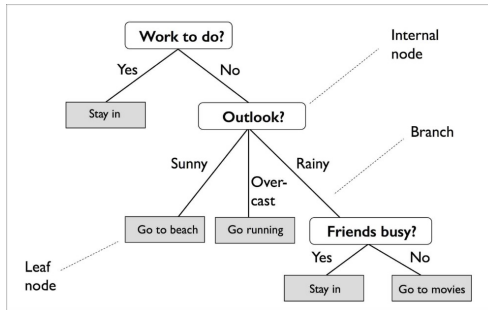 Work to do?
Internal
node
Yes
No
Stay in
Outlook?
Branch
Sunny
Over-
cast
Rainy
Go to beach
Go running
Friends busy?
Leaf
node
Yes
No
Stay in
Go to movies